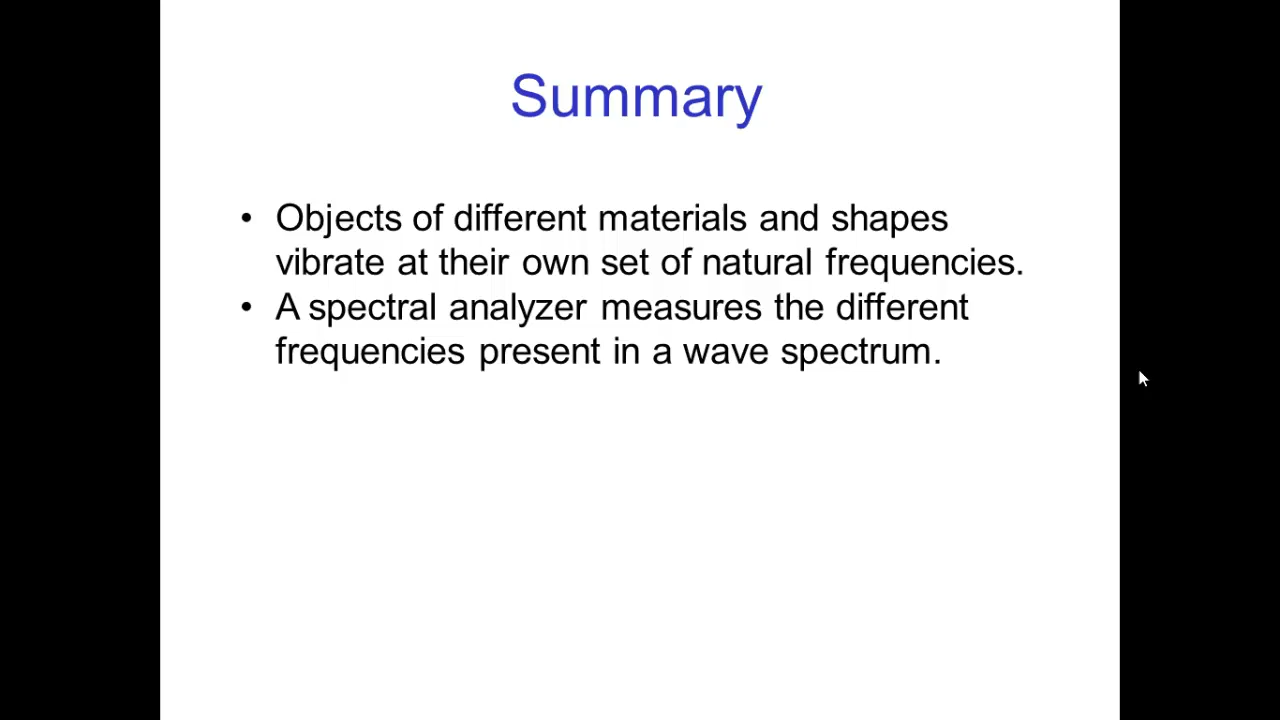 Summary
• Objects of different materials and shapes
vibrate at their own set of natural frequencies.
• A spectral analyzer measures the different
frequencies present in a wave spectrum.